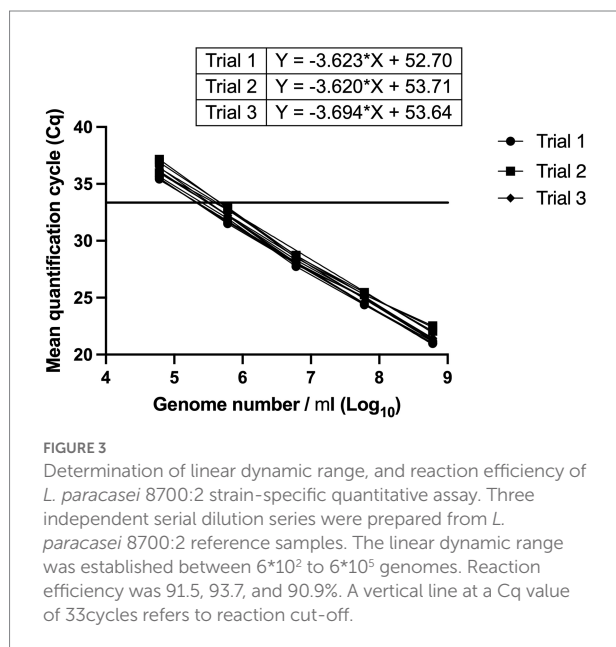 Trial 1 Y = -3.623*X + 52.70
Trial 2 Y = -3.620*X + 53.71
Trial 3 Y = -3.694*X + 53.64
Mean quantification cycle (Cq)
40
35
30
25
20
4 5 6 7 8 9
Genome number / ml (Log₁₀)
Trial 1
Trial 2
Trial 3
FIGURE 3
Determination of linear dynamic range, and reaction efficiency of
L. paracasei 8700:2 strain-specific quantitative assay. Three
independent serial dilution series were prepared from L.
paracasei 8700:2 reference samples. The linear dynamic range
was established between 6*10² to 6*10⁵ genomes. Reaction
efficiency was 91.5, 93.7, and 90.9%. A vertical line at a Cq value
of 33cycles refers to reaction cut-off.